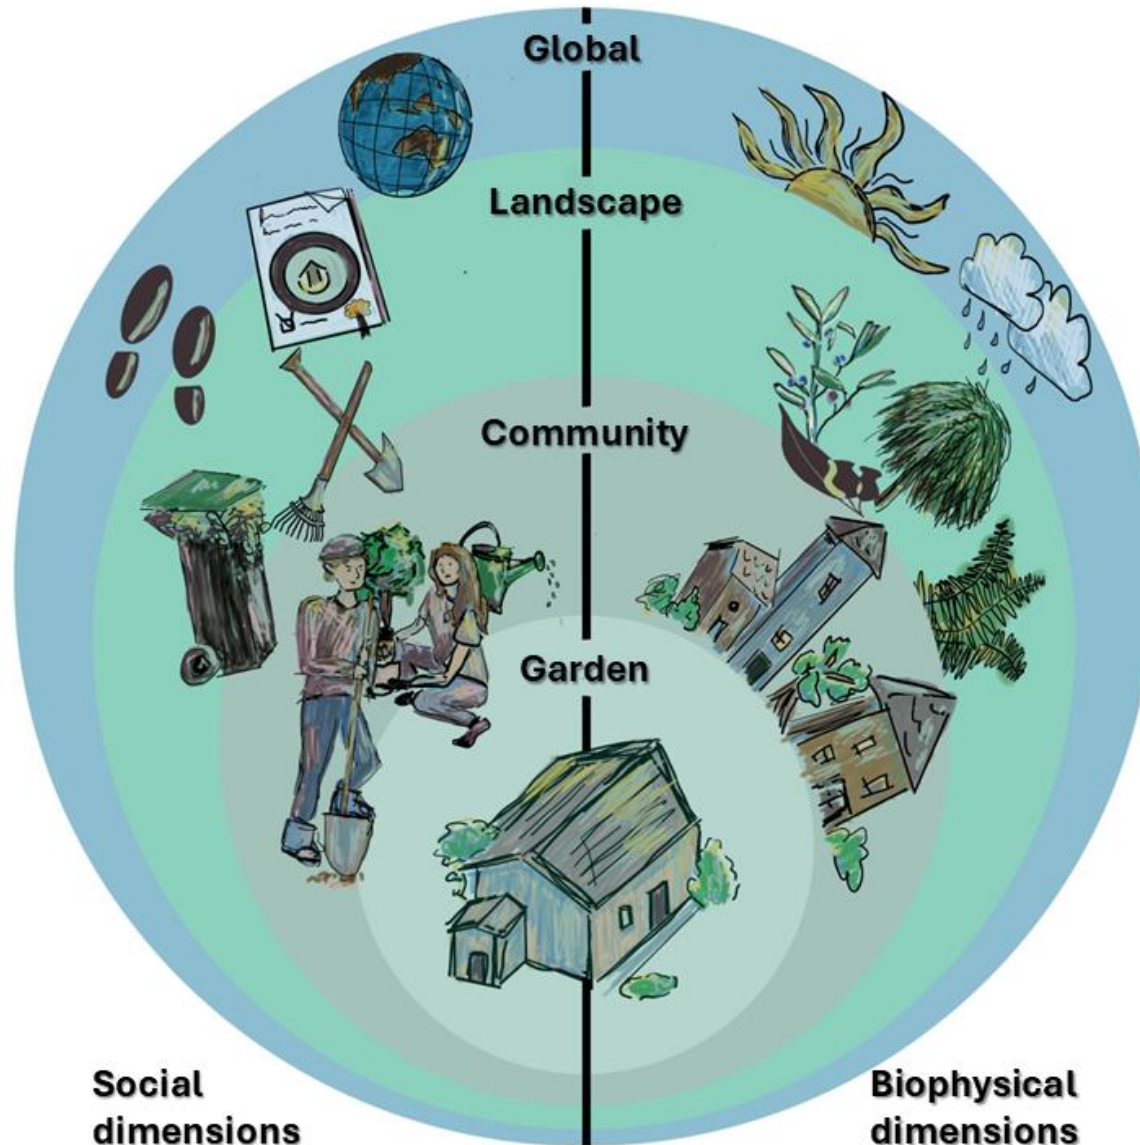 Global
Landscape
Community
Garden
Social
dimensions
Biophysical
dimensions